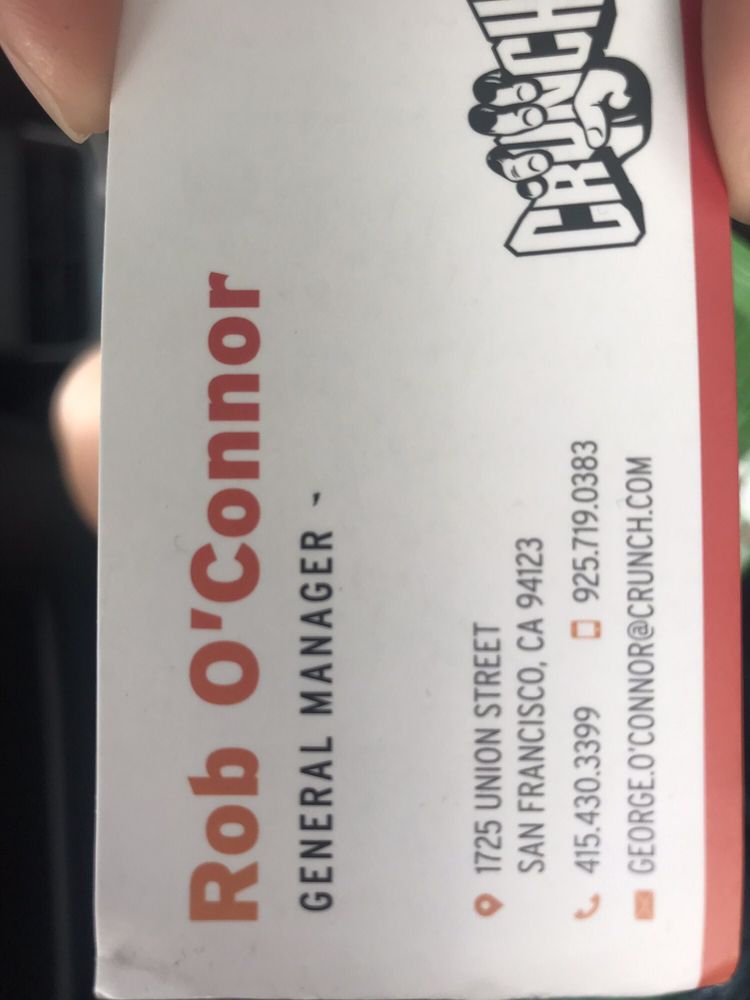 CRUNCH
Rob O'Connor
GENERAL MANAGER -
1725 UNION STREET
SAN FRANCISCO, CA 94123
415.430.3399 925.719.0383
GEORGE.O'CONNOR@CRUNCH.COM